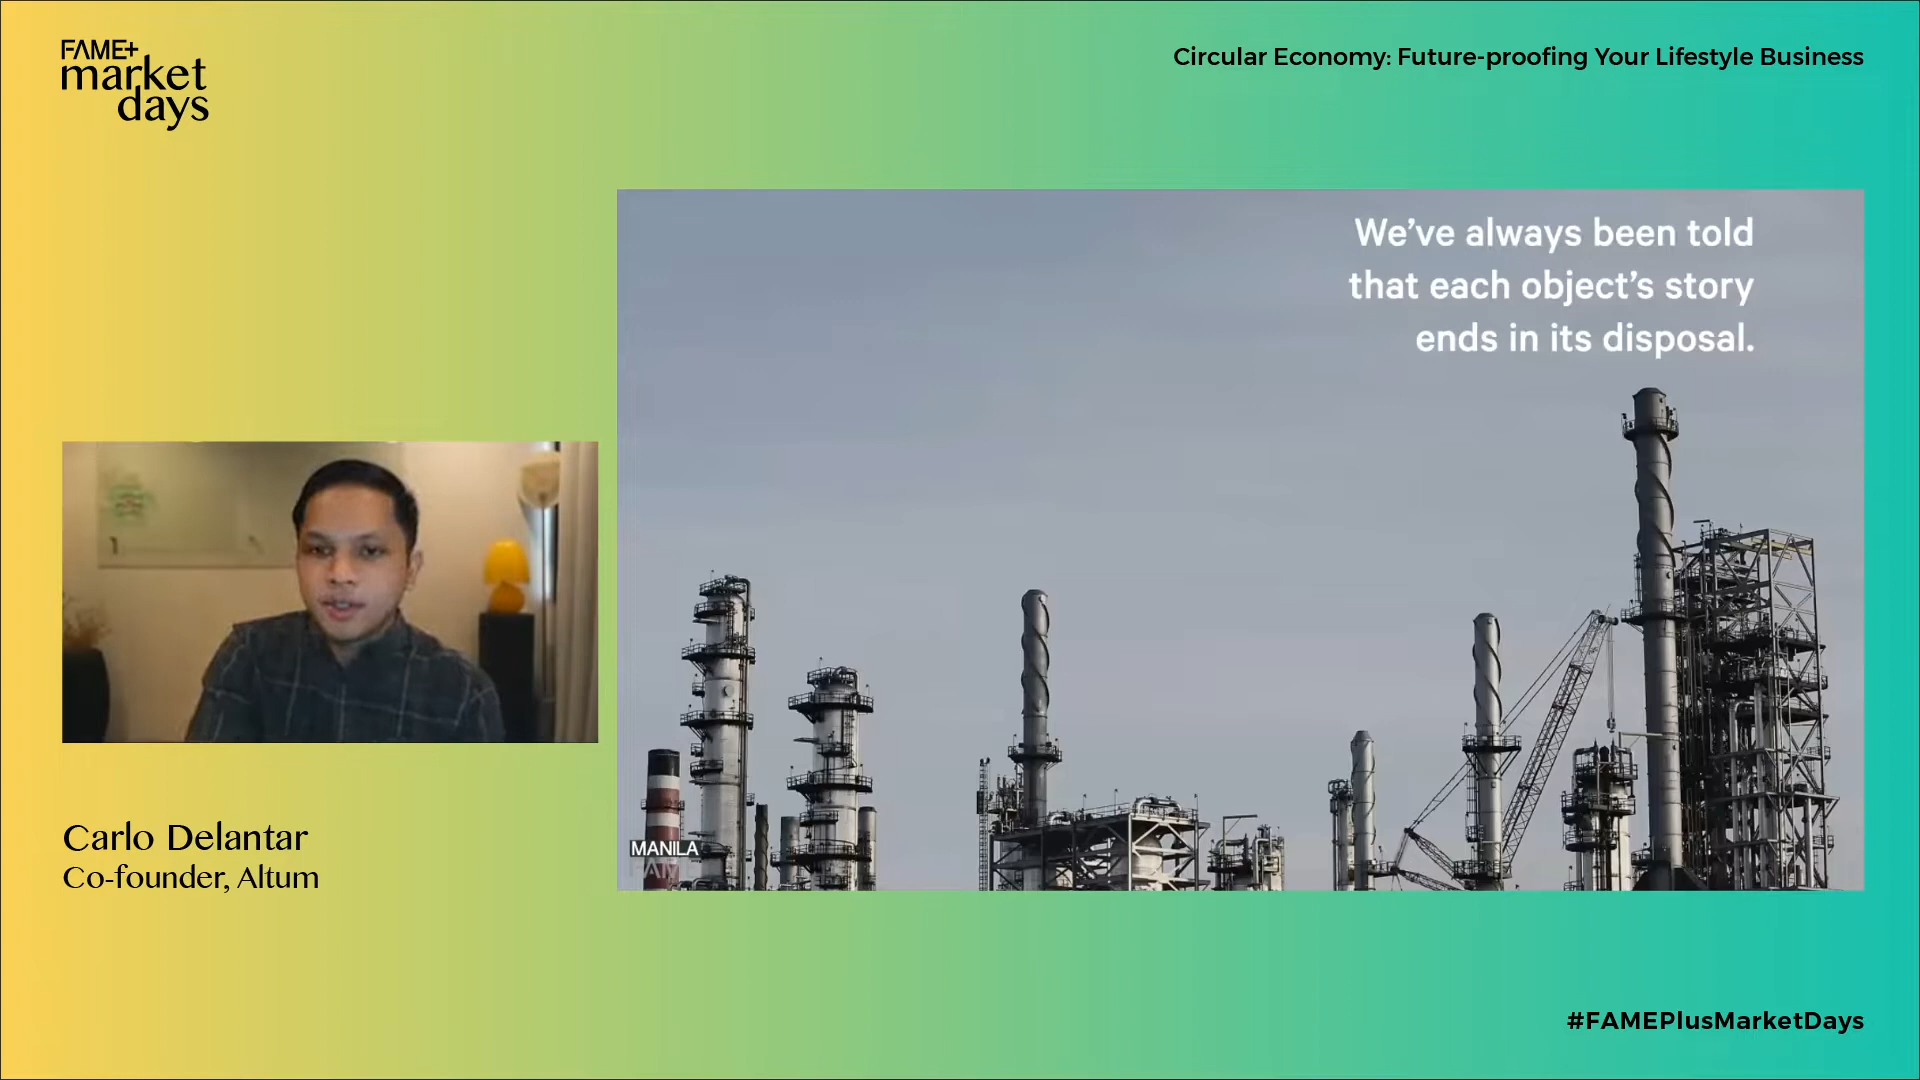 FAME+
market
days
Circular Economy: Future-proofing Your Lifestyle Business
We’ve always been told
that each object’s story
ends in its disposal.
MANILA
FAME
Carlo Delantar
Co-founder, Altum
#FAMEPlusMarketDays